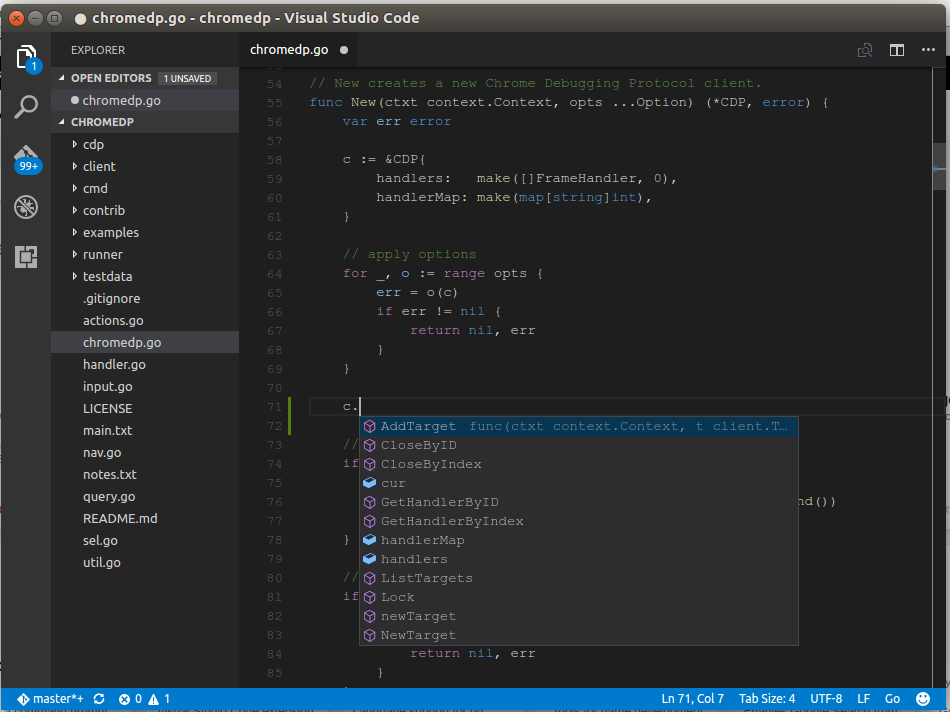 chromedp.go - chromedp - Visual Studio Code
1
99+
EXPLORER
OPEN EDITORS 1 UNSAVED
chromedp.go
CHROMEDP
cdp
client
cmd
contrib
examples
runner
testdata
.gitignore
actions.go
chromedp.go
handler.go
input.go
LICENSE
main.txt
nav.go
notes.txt
query.go
README.md
sel.go
util.go
chromedp.go
54 // New creates a new Chrome Debugging Protocol client.
55 func New(ctxt context.Context, opts ...Option) (*CDP, error) {
56 var err error
57
58 c := &CDP{
59 handlers: make([]FrameHandler, 0),
60 handlerMap: make(map[string]int),
61 }
62
63 // apply options
64 for _, o := range opts {
65 err = o(c)
66 if err != nil {
67 return nil, err
68 }
69 }
70
71 c.
72
73 //
74 if
75
76 nd())
77
78 }
79
80 //
81 if
82
83
84 return nil, err
85 }
AddTarget func(ctxt context.Context, t client.T…
CloseByID
CloseByIndex
cur
GetHandlerByID
GetHandlerByIndex
handlerMap
handlers
ListTargets
Lock
newTarget
NewTarget
master*+ 0 1 Ln 71, Col 7 Tab Size: 4 UTF-8 LF Go